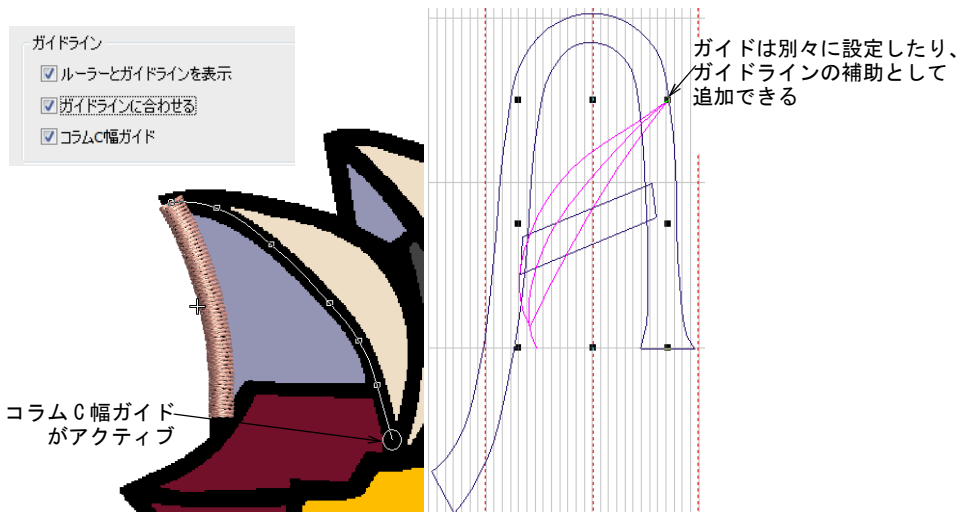 ガイドライン
ルーラーとガイドラインを表示
ガイドラインに合わせる
コラムC幅ガイド
ガイドは別々に設定したり、
ガイドラインの補助として
追加できる
コラムC幅ガイド
がアクティブ